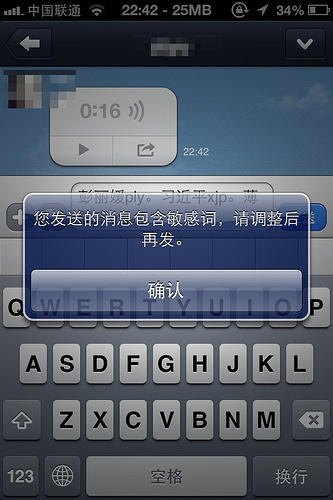 中国联通 22:42 - 25MB 34%
0:16
22:42
彭丽媛ply。习近平xjp。薄
送
您发送的消息包含敏感词，请调整后
再发。
确认
Q W E R T Y U I O P
A S D F G H J K L
Z X C V B N M
123 空格 换行